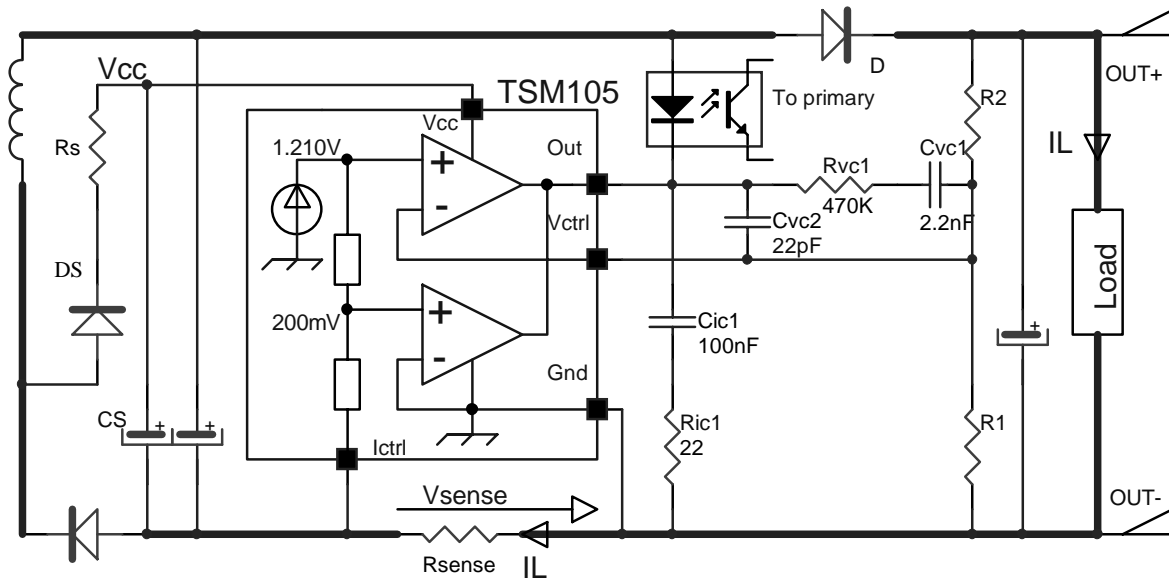 D
OUT+
Vcc
TSM105
To primary
R2
Vcc
Rs
1.210V
Out
IL
Cvc1
Rvc1
470K
2.2nF
Vctrl
Cvc2
22pF
DS
Load
200mV
+
-
+
-
Cic1
100nF
+
Gnd
CS
+
+
Ric1
22
R1
Ictrl
Vsense
OUT-
Rsense
IL